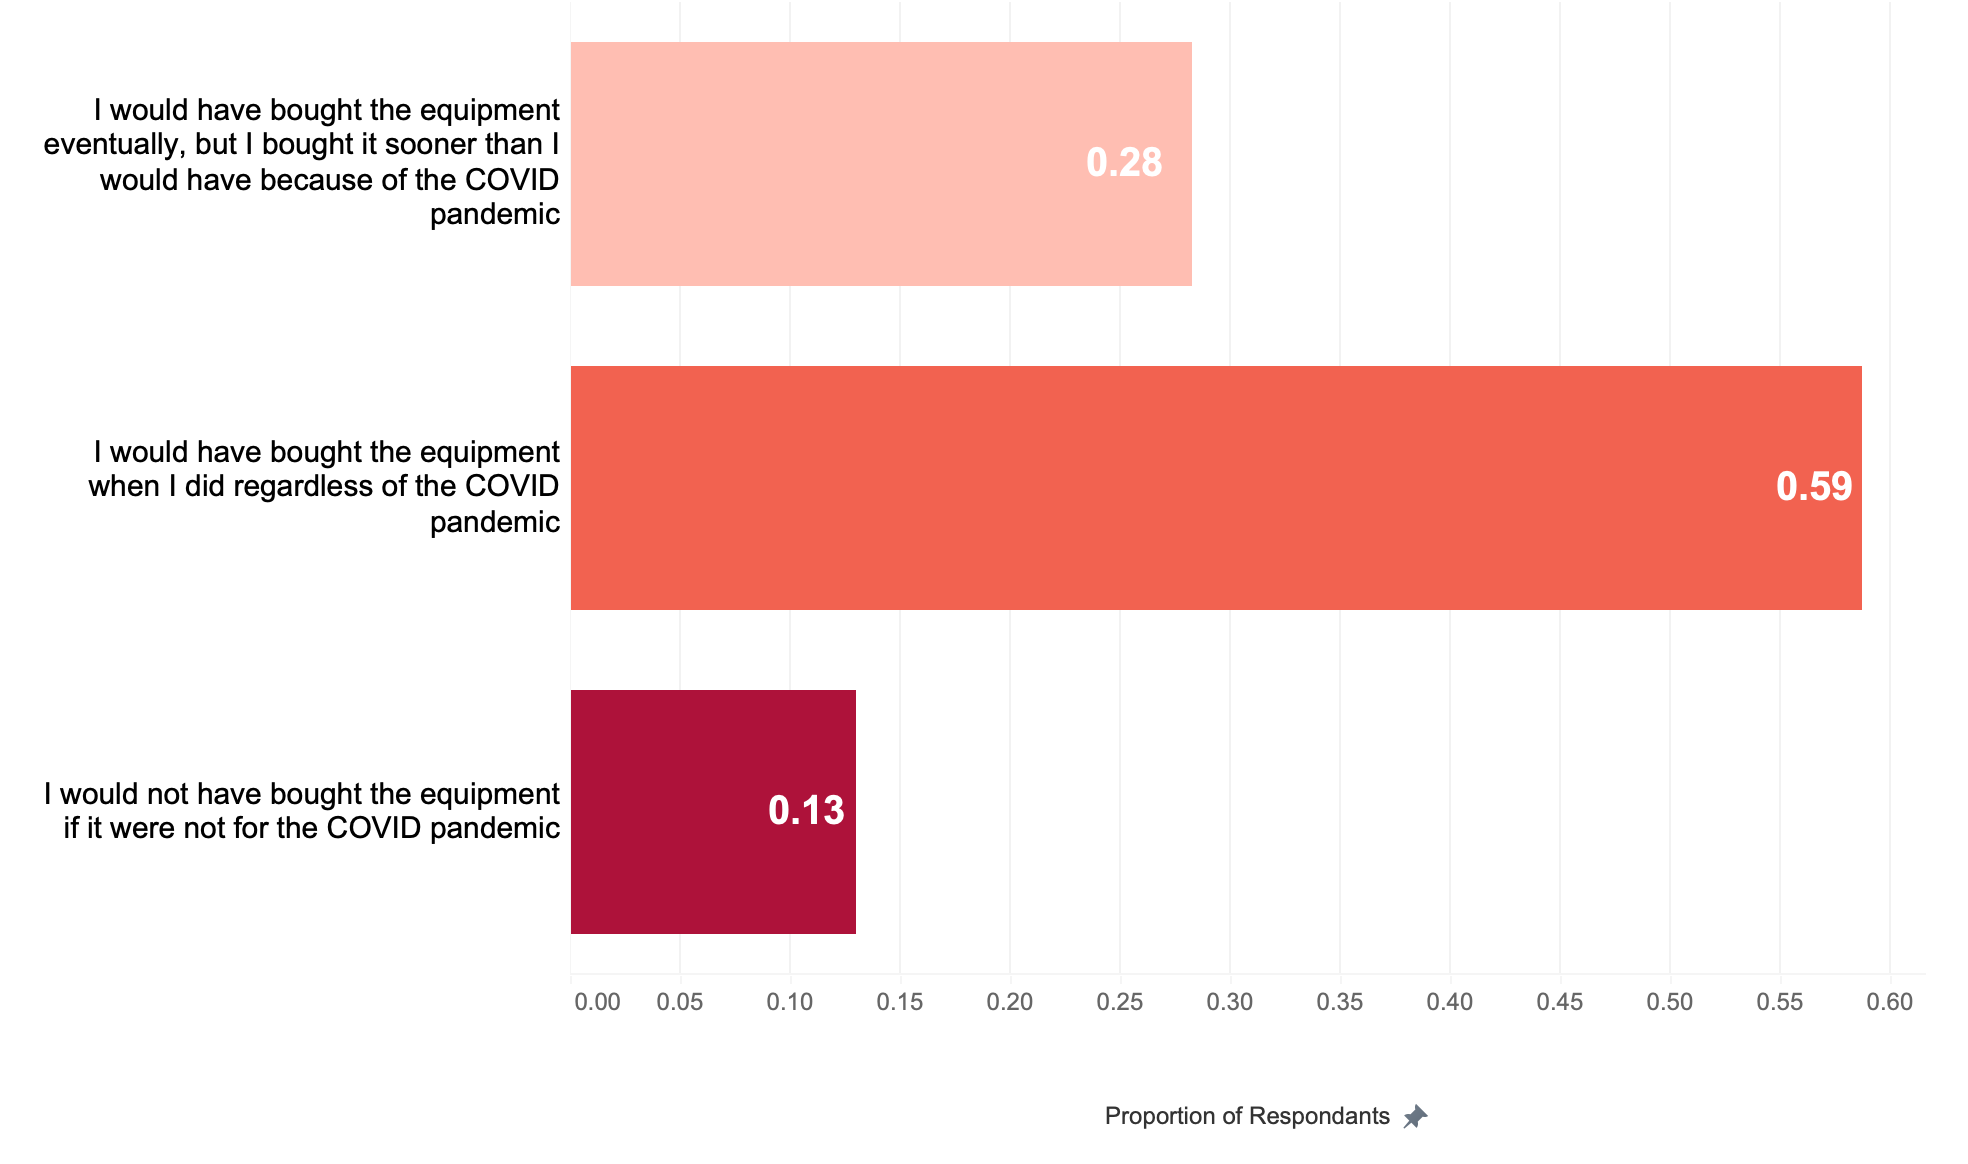 I would have bought the equipment
eventually, but I bought it sooner than I
would have because of the COVID
pandemic
0.28
I would have bought the equipment
when I did regardless of the COVID
pandemic
0.59
I would not have bought the equipment
if it were not for the COVID pandemic
0.13
0.00 0.05 0.10 0.15 0.20 0.25 0.30 0.35 0.40 0.45 0.50 0.55 0.60
Proportion of Respondants